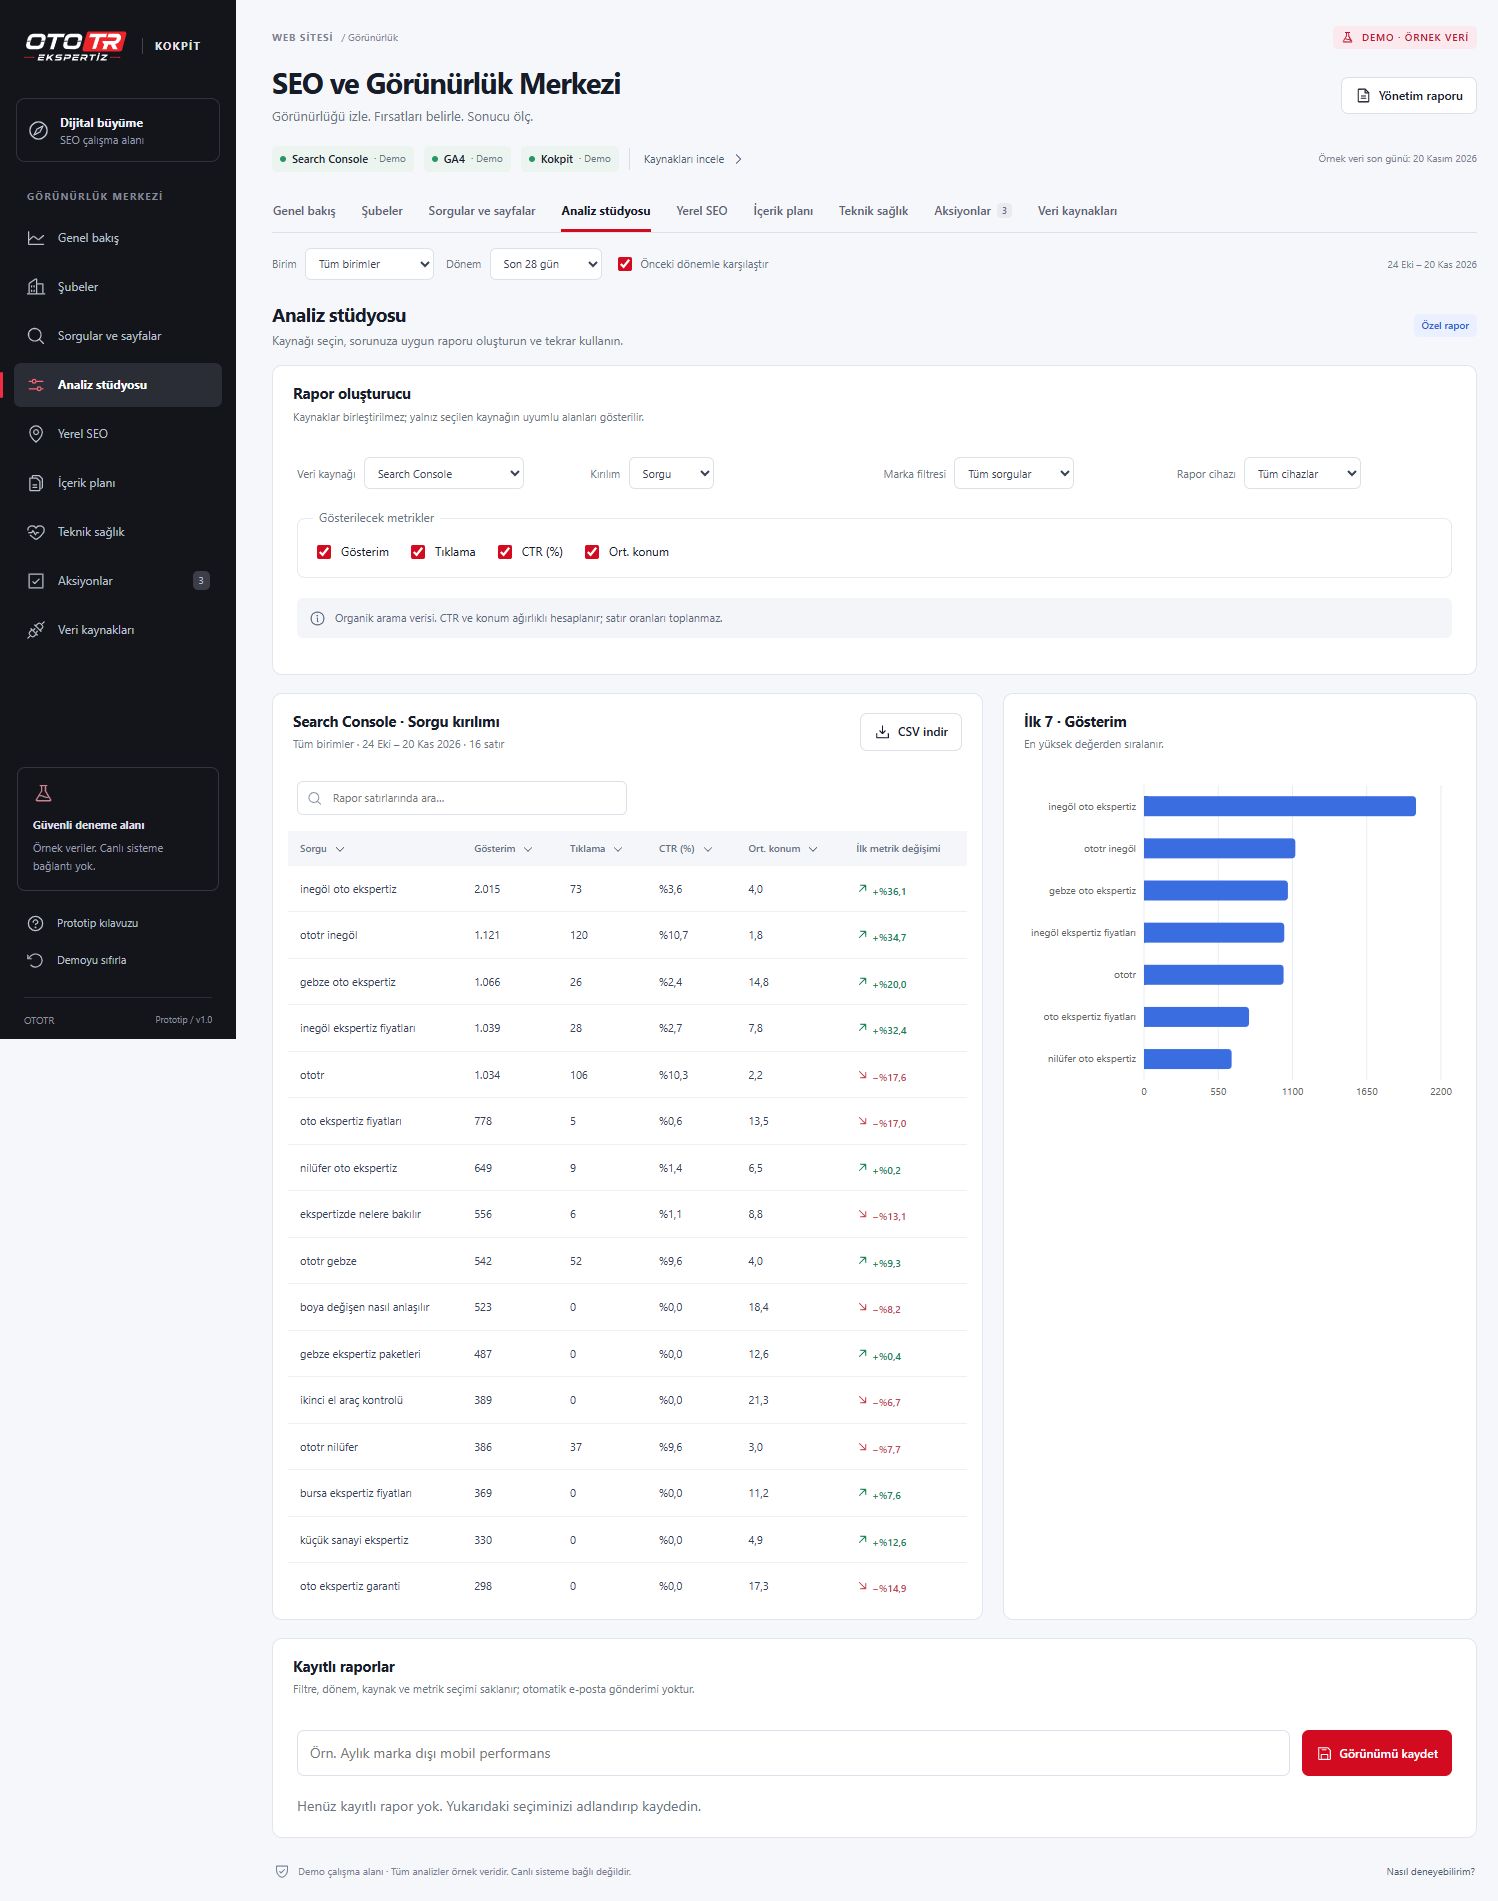 OTOTR
EKSPERTİZ
KOKPİT
Dijital büyüme
SEO çalışma alanı
GÖRÜNÜRLÜK MERKEZİ
Genel bakış
Şubeler
Sorgular ve sayfalar
Analiz stüdyosu
Yerel SEO
İçerik planı
Teknik sağlık
Aksiyonlar 3
Veri kaynakları
Güvenli deneme alanı
Örnek veriler. Canlı sisteme
bağlantı yok.
Prototip kılavuzu
Demoyu sıfırla
OTOTR Prototip / v1.0
WEB SİTESİ / Görünürlük
DEMO · ÖRNEK VERİ
SEO ve Görünürlük Merkezi
Görünürlüğü izle. Fırsatları belirle. Sonucu ölç.
Yönetim raporu
Search Console · Demo GA4 · Demo Kokpit · Demo Kaynakları incele
Örnek veri son günü: 20 Kasım 2026
Genel bakış Şubeler Sorgular ve sayfalar Analiz stüdyosu Yerel SEO İçerik planı Teknik sağlık Aksiyonlar 3 Veri kaynakları
Birim Tüm birimler Dönem Son 28 gün Önceki dönemle karşılaştır 24 Eki – 20 Kas 2026
Analiz stüdyosu
Kaynağı seçin, sorunuza uygun raporu oluşturun ve tekrar kullanın.
Özel rapor
Rapor oluşturucu
Kaynaklar birleştirilmez; yalnız seçilen kaynağın uyumlu alanları gösterilir.
Veri kaynağı Search Console Kırılım Sorgu Marka filtresi Tüm sorgular Rapor cihazı Tüm cihazlar
Gösterilecek metrikler
Gösterim Tıklama CTR (%) Ort. konum
Organik arama verisi. CTR ve konum ağırlıklı hesaplanır; satır oranları toplanmaz.
Search Console · Sorgu kırılımı
Tüm birimler · 24 Eki – 20 Kas 2026 · 16 satır
CSV indir
Rapor satırlarında ara...
Sorgu Gösterim Tıklama CTR (%) Ort. konum İlk metrik değişimi
inegöl oto ekspertiz 2.015 73 %3,6 4,0 +%36,1
ototr inegöl 1.121 120 %10,7 1,8 +%34,7
gebze oto ekspertiz 1.066 26 %2,4 14,8 +%20,0
inegöl ekspertiz fiyatları 1.039 28 %2,7 7,8 +%32,4
ototr 1.034 106 %10,3 2,2 −%17,6
oto ekspertiz fiyatları 778 5 %0,6 13,5 −%17,0
nilüfer oto ekspertiz 649 9 %1,4 6,5 +%0,2
ekspertizde nelere bakılır 556 6 %1,1 8,8 −%13,1
ototr gebze 542 52 %9,6 4,0 +%9,3
boya değişen nasıl anlaşılır 523 0 %0,0 18,4 −%8,2
gebze ekspertiz paketleri 487 0 %0,0 12,6 +%0,4
ikinci el araç kontrolü 389 0 %0,0 21,3 −%6,7
ototr nilüfer 386 37 %9,6 3,0 −%7,7
bursa ekspertiz fiyatları 369 0 %0,0 11,2 +%7,6
küçük sanayi ekspertiz 330 0 %0,0 4,9 +%12,6
oto ekspertiz garanti 298 0 %0,0 17,3 −%14,9
İlk 7 · Gösterim
En yüksek değerden sıralanır.
inegöl oto ekspertiz
ototr inegöl
gebze oto ekspertiz
inegöl ekspertiz fiyatları
ototr
oto ekspertiz fiyatları
nilüfer oto ekspertiz
0 550 1100 1650 2200
Kayıtlı raporlar
Filtre, dönem, kaynak ve metrik seçimi saklanır; otomatik e-posta gönderimi yoktur.
Örn. Aylık marka dışı mobil performans
Görünümü kaydet
Henüz kayıtlı rapor yok. Yukarıdaki seçiminizi adlandırıp kaydedin.
Demo çalışma alanı · Tüm analizler örnek veridir. Canlı sisteme bağlı değildir.
Nasıl deneyebilirim?